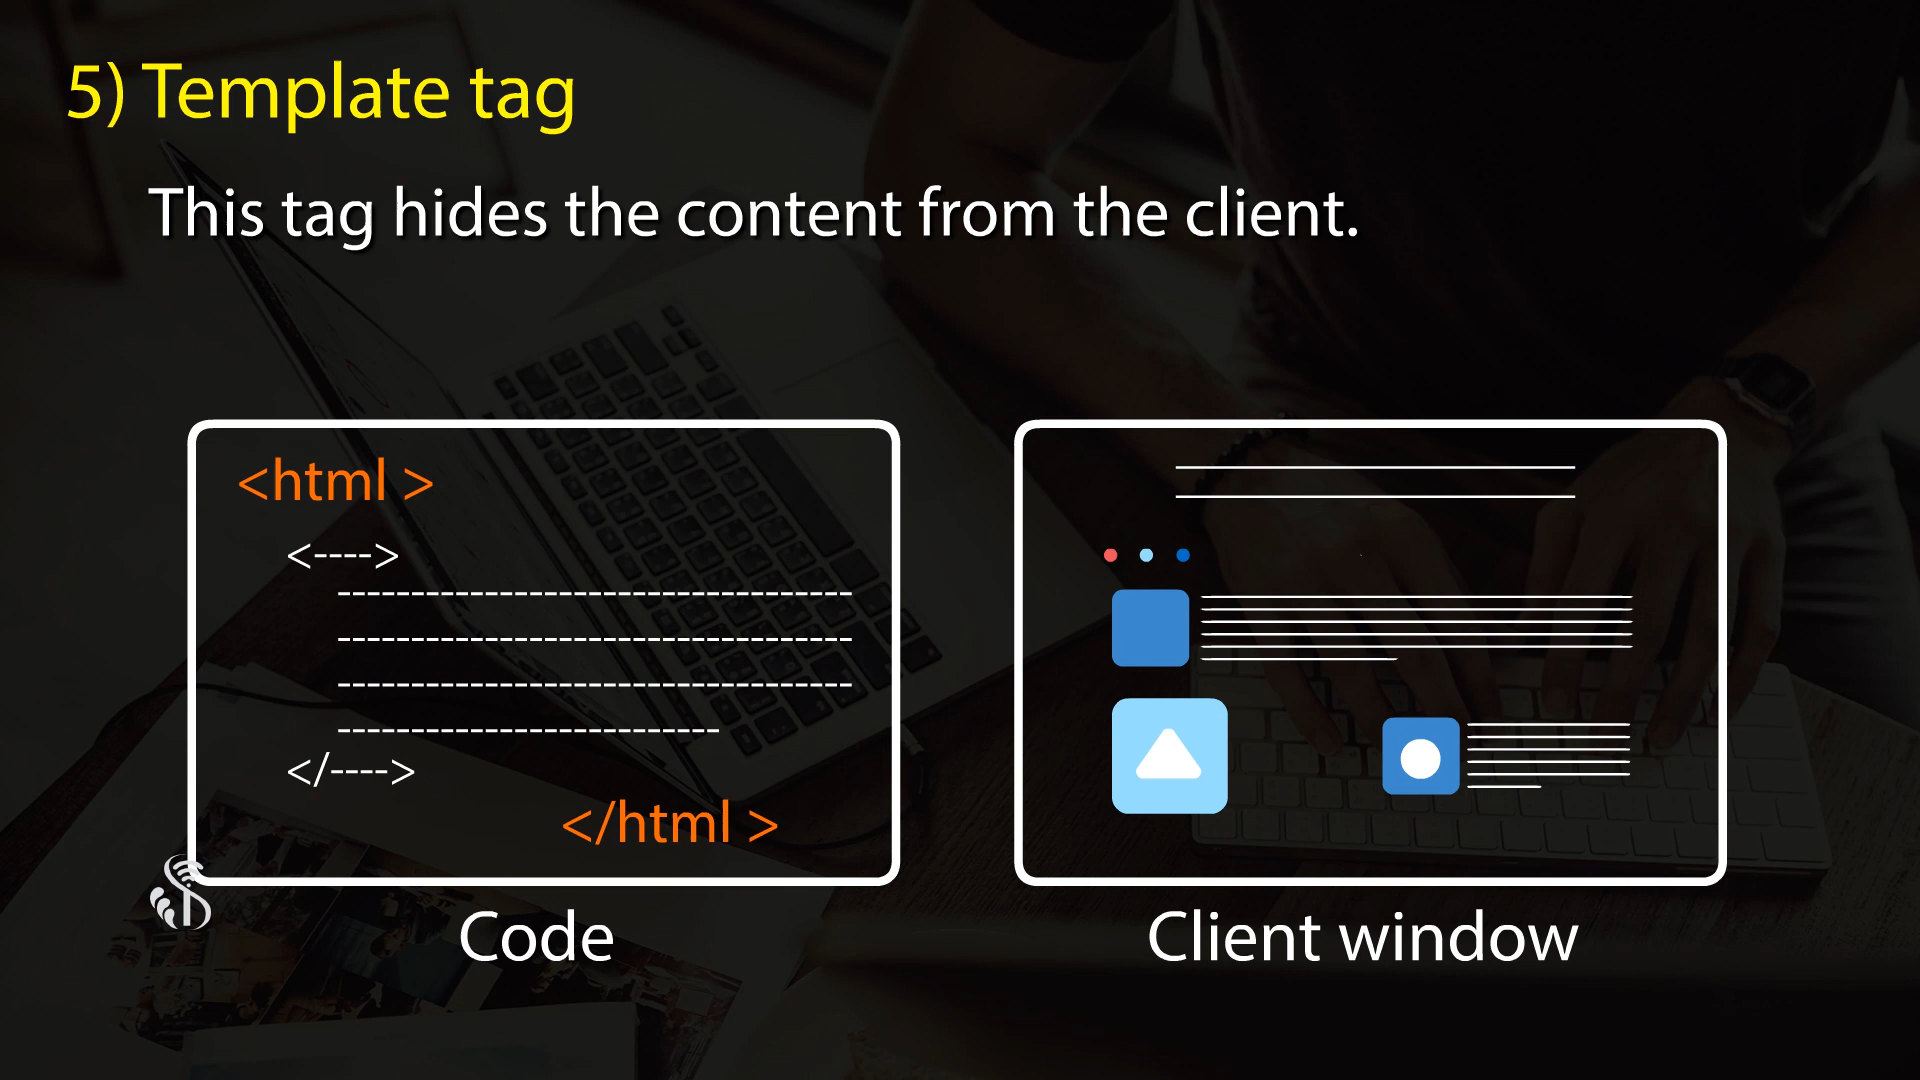 5) Template tag
This tag hides the content from the client.
<html >
<---->
-----------------------------------
-----------------------------------
-----------------------------------
--------------------------
</---->
</html >
Code
Client window